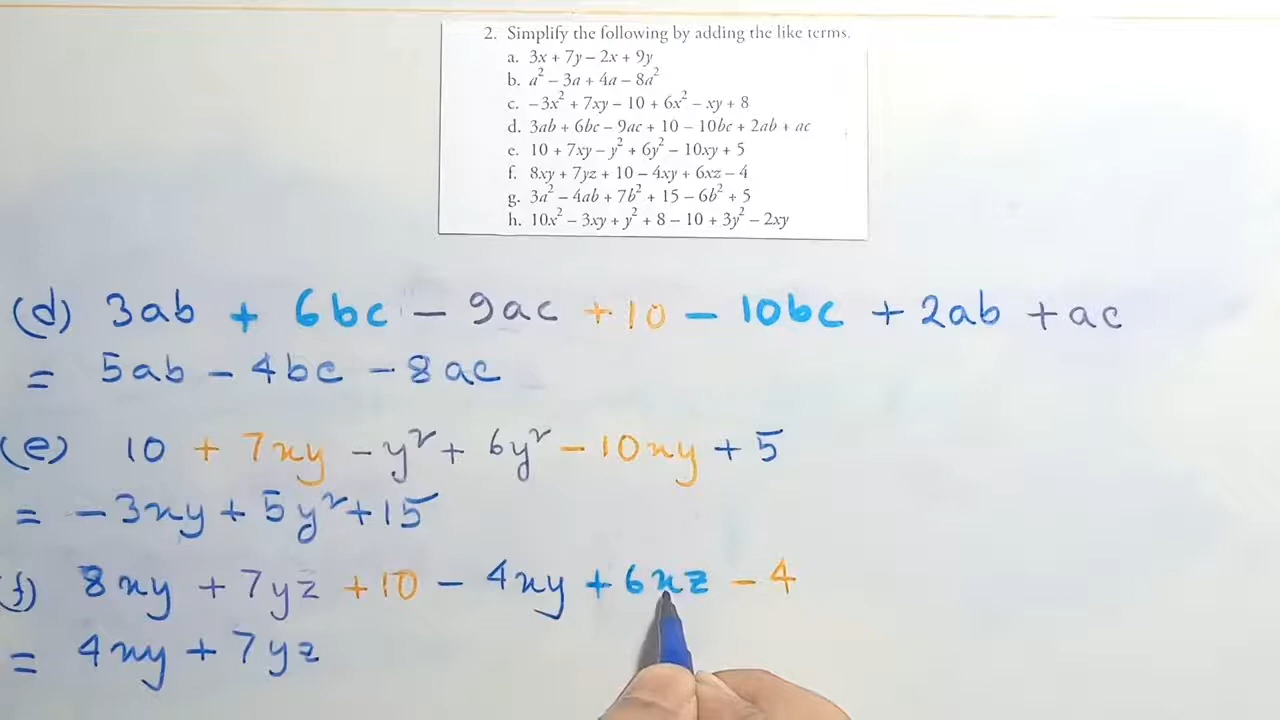 2. Simplify the following by adding the like terms.
a. 3x + 7y – 2x + 9y
b. a² – 3a + 4a – 8a²
c. –3x² + 7xy – 10 + 6x² – xy + 8
d. 3ab + 6bc – 9ac + 10 – 10bc + 2ab + ac
e. 10 + 7xy – y² + 6y² – 10xy + 5
f. 8xy + 7yz + 10 – 4xy + 6xz – 4
g. 3a² – 4ab + 7b² + 15 – 6b² + 5
h. 10x² – 3xy + y² + 8 – 10 + 3y² – 2xy
(d) 3ab + 6bc – 9ac + 10 – 10bc + 2ab + ac
= 5ab – 4bc – 8ac
(e) 10 + 7xy – y² + 6y² – 10xy + 5
= – 3xy + 5y² + 15
f) 8xy + 7yz + 10 – 4xy + 6xz – 4
= 4xy + 7yz